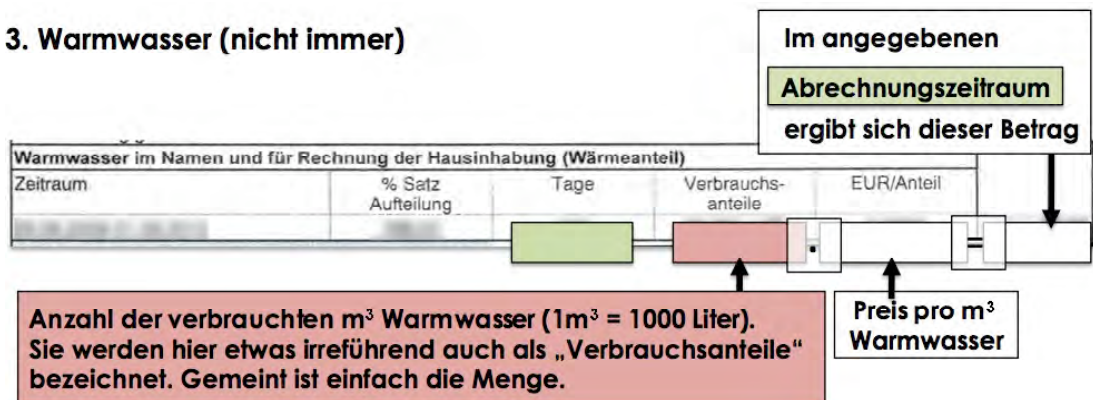 3. Warmwasser (nicht immer)
Im angegebenen
Abrechnungszeitraum
ergibt sich dieser Betrag
Warmwasser im Namen und für Rechnung der Hausinhabung (Wärmeanteil)
Zeitraum % Satz Tage Verbrauchs- EUR/Anteil
Aufteilung anteile
. =
Anzahl der verbrauchten m³ Warmwasser (1m³ = 1000 Liter).
Sie werden hier etwas irreführend auch als „Verbrauchsanteile“
bezeichnet. Gemeint ist einfach die Menge.
Preis pro m³
Warmwasser